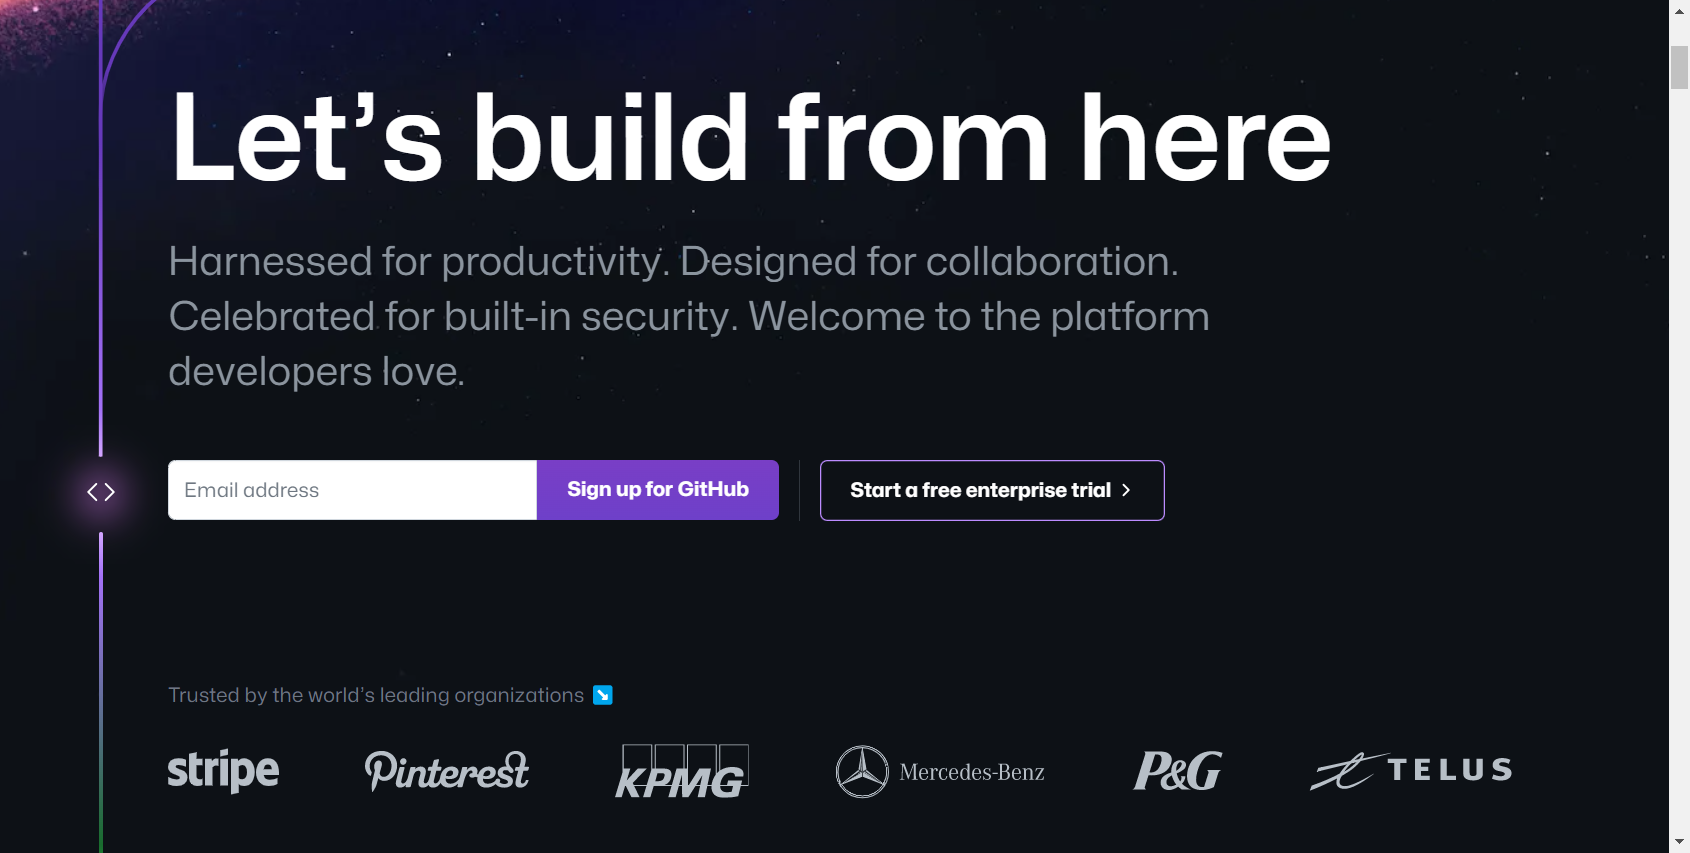 Let’s build from here
Harnessed for productivity. Designed for collaboration.
Celebrated for built-in security. Welcome to the platform
developers love.
Email address
Sign up for GitHub
Start a free enterprise trial
Trusted by the world’s leading organizations
stripe
Pinterest
KPMG
Mercedes-Benz
P&G
TELUS